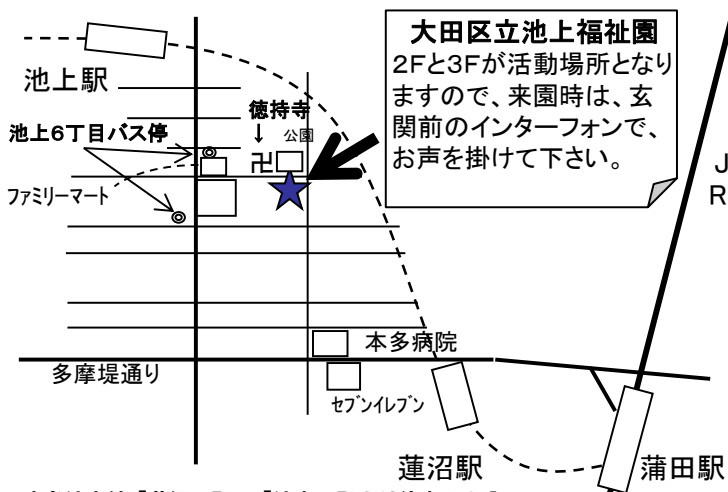 大田区立池上福祉園
2Fと3Fが活動場所となり
ますので、来園時は、玄
関前のインターフォンで、
お声を掛けて下さい。
池上駅
徳持寺
↓
公園
池上6丁目バス停
卍
ファミリーマート
J
R
本多病院
多摩堤通り
セブンイレブン
蓮沼駅
蒲田駅